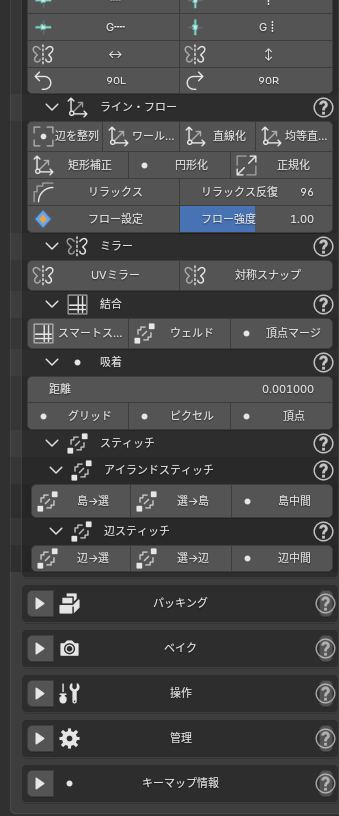 G┅ G┋
↔ ↕
90L 90R
ライン・フロー ?
辺を整列 ワール... 直線化 均等直...
矩形補正 円形化 正規化
リラックス リラックス反復 96
フロー設定 フロー強度 1.00
ミラー ?
UVミラー 対称スナップ
結合 ?
スマートス... ウェルド 頂点マージ
吸着 ?
距離 0.001000
グリッド ピクセル 頂点
スティッチ ?
アイランドスティッチ ?
島→選 選→島 島中間
辺スティッチ ?
辺→選 選→辺 辺中間
パッキング ?
ベイク ?
操作 ?
管理 ?
キーマップ情報 ?